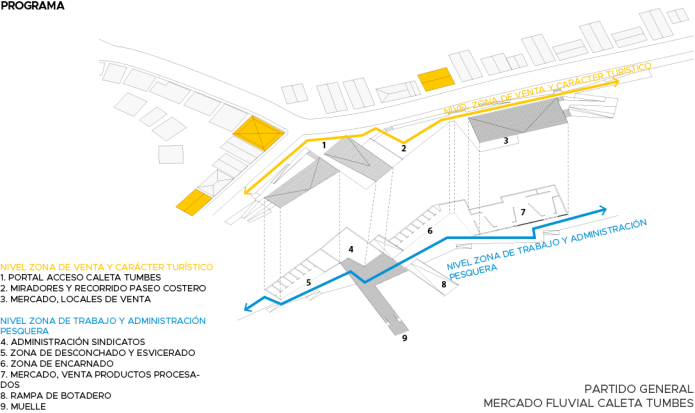 PROGRAMA
NIVEL ZONA DE VENTA Y CARÁCTER TURÍSTICO
1
2
3
7
6
4
NIVEL ZONA DE TRABAJO Y ADMINISTRACIÓN
PESQUERA
5
8
9
NIVEL ZONA DE VENTA Y CARÁCTER TURÍSTICO
1. PORTAL ACCESO CALETA TUMBES
2. MIRADORES Y RECORRIDO PASEO COSTERO
3. MERCADO, LOCALES DE VENTA
NIVEL ZONA DE TRABAJO Y ADMINISTRACIÓN
PESQUERA
4. ADMINISTRACIÓN SINDICATOS
5. ZONA DE DESCONCHADO Y ESVICERADO
6. ZONA DE ENCARNADO
7. MERCADO, VENTA PRODUCTOS PROCESA-
DOS
8. RAMPA DE BOTADERO
9. MUELLE
PARTIDO GENERAL
MERCADO FLUVIAL CALETA TUMBES